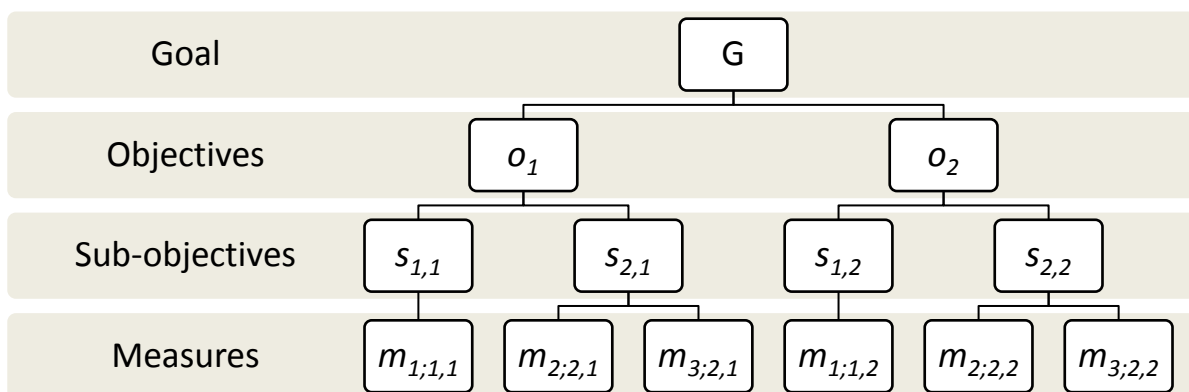 Goal G
Objectives o1 o2
Sub-objectives s1,1 s2,1 s1,2 s2,2
Measures m1;1,1 m2;2,1 m3;2,1 m1;1,2 m2;2,2 m3;2,2